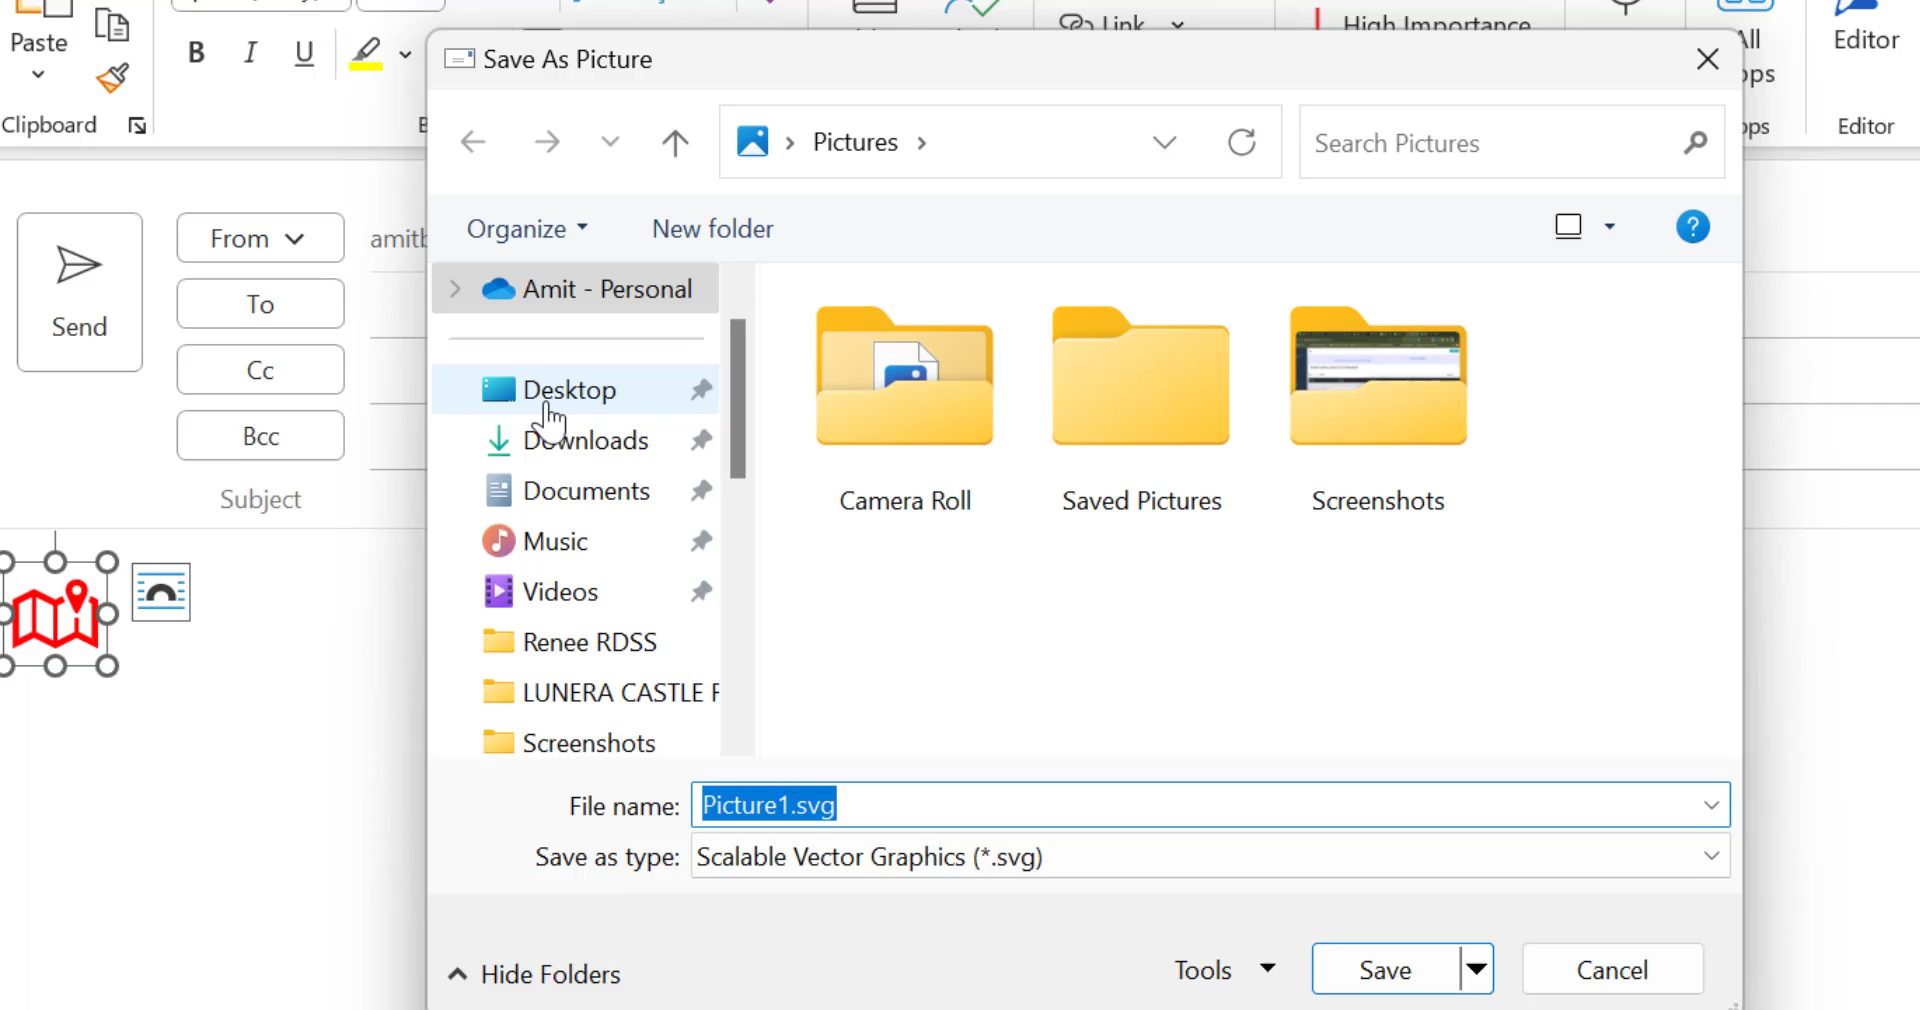 Paste
Clipboard
B I U
Link
High Importance
All
Editor
Editor
Save As Picture
Pictures
Search Pictures
Organize
New folder
Send
From
To
Cc
Bcc
Subject
Amit - Personal
Desktop
Downloads
Documents
Music
Videos
Renee RDSS
LUNERA CASTLE F
Screenshots
Camera Roll
Saved Pictures
Screenshots
File name: Picture1.svg
Save as type: Scalable Vector Graphics (*.svg)
Hide Folders
Tools
Save
Cancel